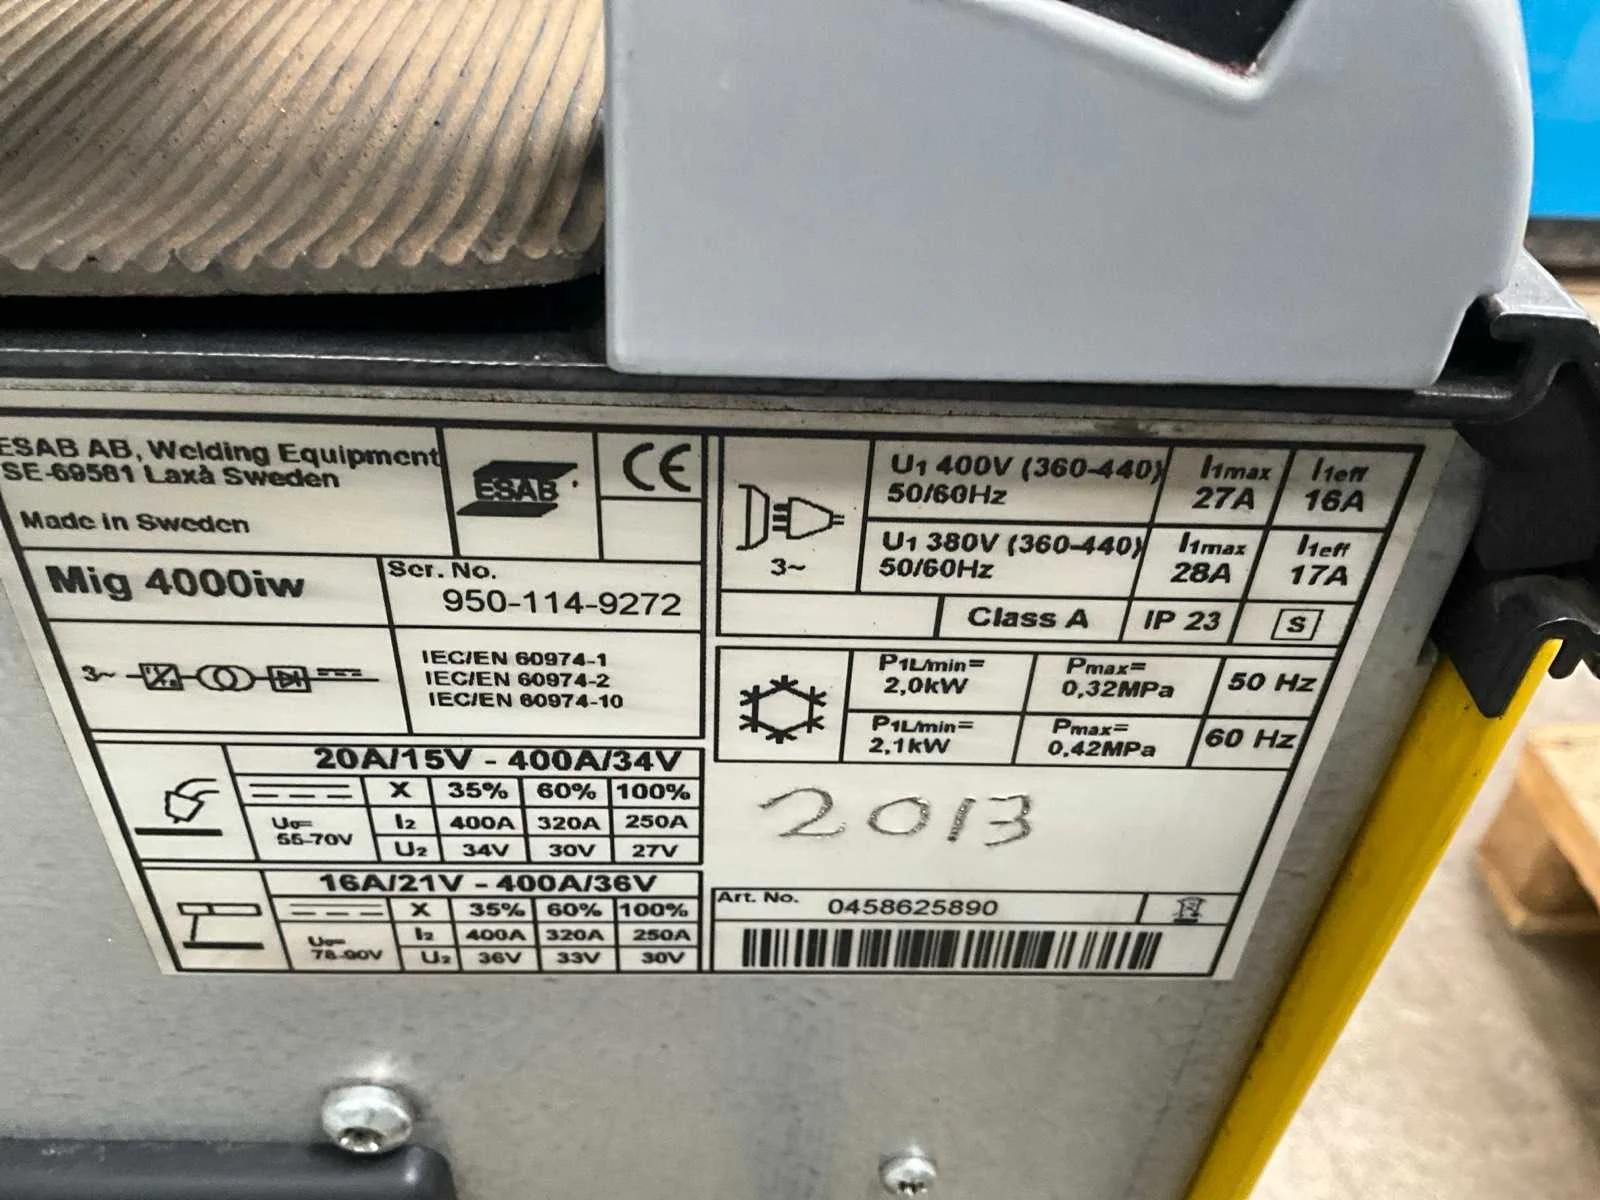 ESAB AB, Welding Equipment
SE-69581 Laxå Sweden
Made in Sweden
ESAB
CE
Mig 4000iw
Ser. No.
950-114-9272
3~
IEC/EN 60974-1
IEC/EN 60974-2
IEC/EN 60974-10
20A/15V - 400A/34V
X 35% 60% 100%
U₀=
55-70V
I₂ 400A 320A 250A
U₂ 34V 30V 27V
16A/21V - 400A/36V
X 35% 60% 100%
U₀=
78-90V
I₂ 400A 320A 250A
U₂ 36V 33V 30V
3~
U₁ 400V (360-440) I₁max I₁eff
50/60Hz 27A 16A
U₁ 380V (360-440) I₁max I₁eff
50/60Hz 28A 17A
Class A IP 23 S
P1L/min= Pmax= 50 Hz
2,0kW 0,32MPa
P1L/min= Pmax= 60 Hz
2,1kW 0,42MPa
2013
Art. No. 0458625890